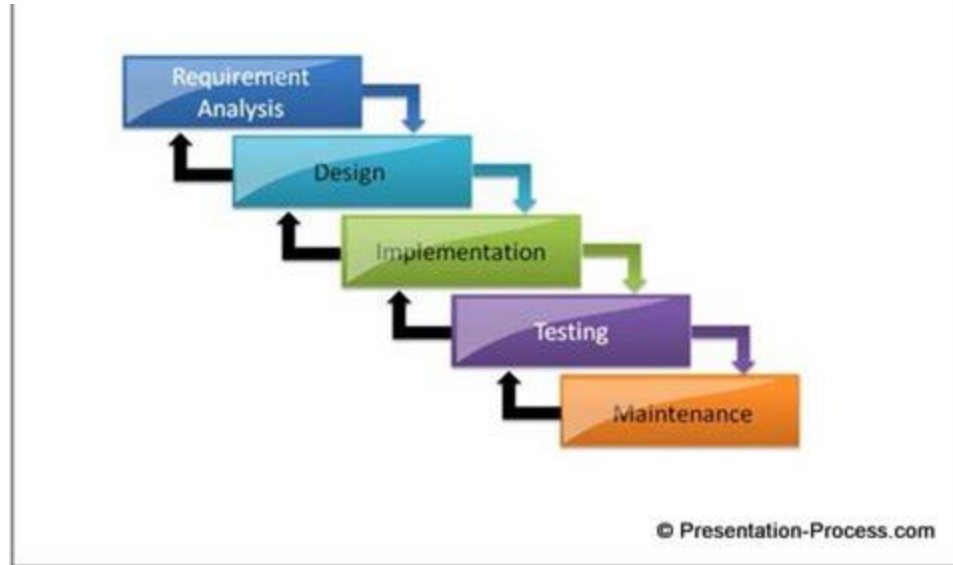 Requirement
Analysis
Design
Implementation
Testing
Maintenance
© Presentation-Process.com